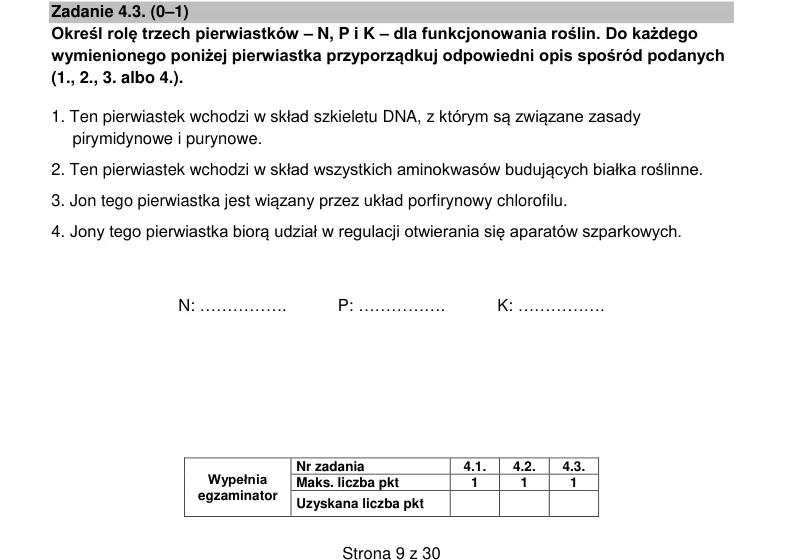 Zadanie 4.3. (0–1)
Określ rolę trzech pierwiastków – N, P i K – dla funkcjonowania roślin. Do każdego
wymienionego poniżej pierwiastka przyporządkuj odpowiedni opis spośród podanych
(1., 2., 3. albo 4.).
1. Ten pierwiastek wchodzi w skład szkieletu DNA, z którym są związane zasady
pirymidynowe i purynowe.
2. Ten pierwiastek wchodzi w skład wszystkich aminokwasów budujących białka roślinne.
3. Jon tego pierwiastka jest wiązany przez układ porfirynowy chlorofilu.
4. Jony tego pierwiastka biorą udział w regulacji otwierania się aparatów szparkowych.
N: ................ P: ................ K: ................
Wypełnia egzaminator
Nr zadania 4.1. 4.2. 4.3.
Maks. liczba pkt 1 1 1
Uzyskana liczba pkt
Strona 9 z 30